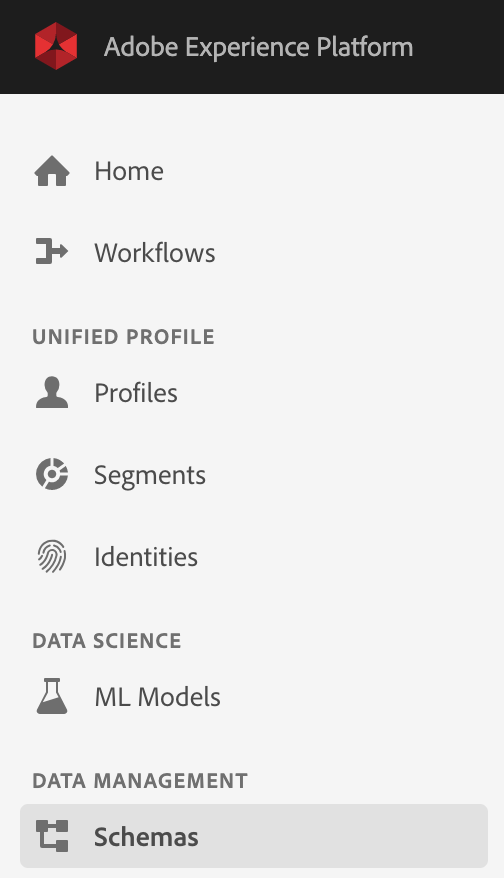 Adobe Experience Platform
Home
Workflows
UNIFIED PROFILE
Profiles
Segments
Identities
DATA SCIENCE
ML Models
DATA MANAGEMENT
Schemas